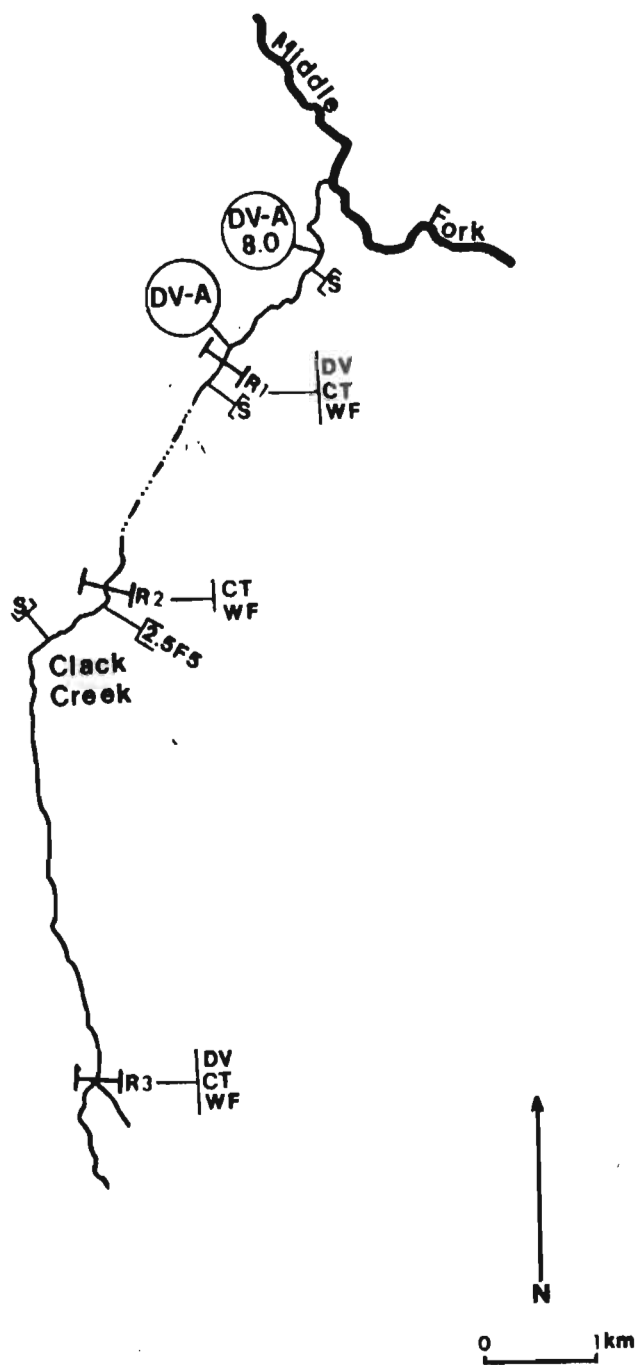 Middle
Fork
DV-A
8.0
S
DV-A
R1
DV
CT
WF
S
R2
CT
WF
S
2.5F5
Clack
Creek
R3
DV
CT
WF
N
0 1km